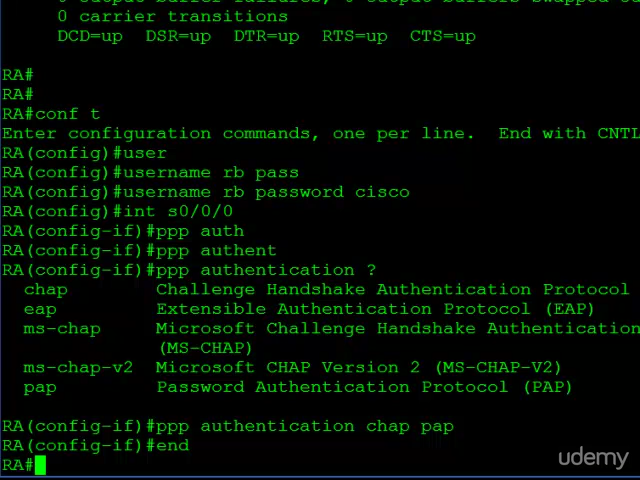 0 carrier transitions
DCD=up  DSR=up  DTR=up  RTS=up  CTS=up
RA#
RA#
RA#conf t
Enter configuration commands, one per line.  End with CNTL
RA(config)#user
RA(config)#username rb pass
RA(config)#username rb password cisco
RA(config)#int s0/0/0
RA(config-if)#ppp auth
RA(config-if)#ppp authent
RA(config-if)#ppp authentication ?
chap        Challenge Handshake Authentication Protocol
eap         Extensible Authentication Protocol (EAP)
ms-chap     Microsoft Challenge Handshake Authentication
(MS-CHAP)
ms-chap-v2  Microsoft CHAP Version 2 (MS-CHAP-V2)
pap         Password Authentication Protocol (PAP)
RA(config-if)#ppp authentication chap pap
RA(config-if)#end
RA#
udemy